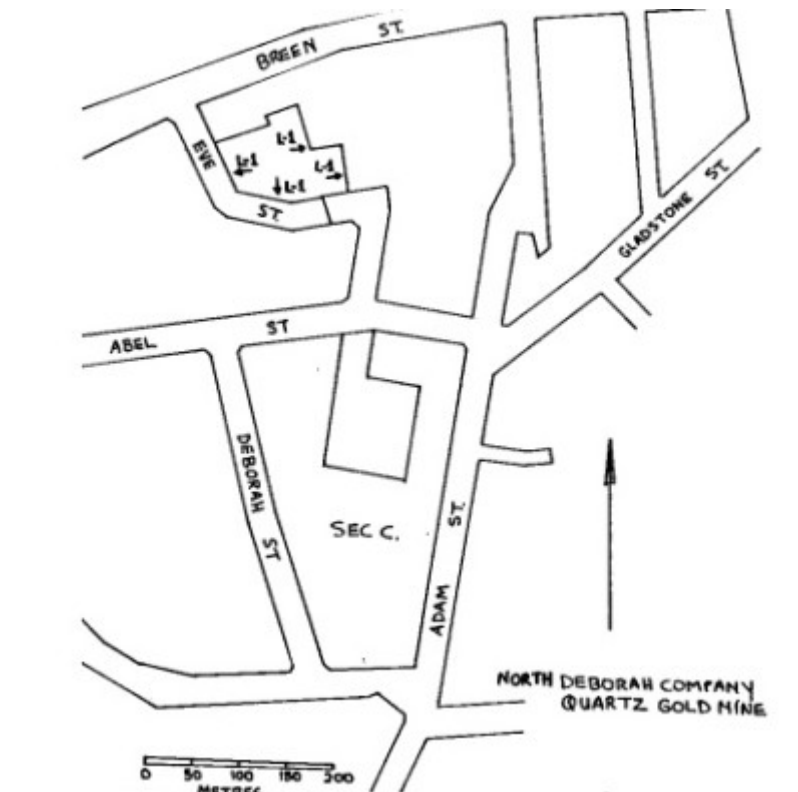 BREEN ST.
EVE ST.
L-1
L-1
L-1
L-1
GLADSTONE ST
ABEL ST
DEBORAH ST
SEC C.
ADAM ST.
NORTH DEBORAH COMPANY
QUARTZ GOLD MINE
0 50 100 150 200
METRES